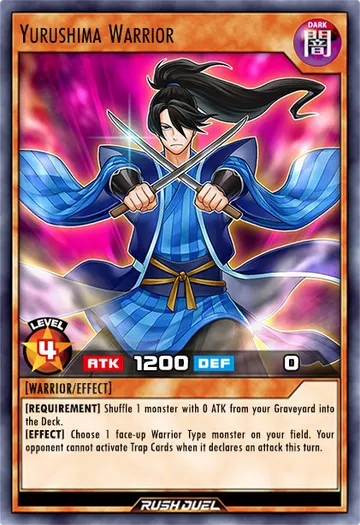 YURUSHIMA WARRIOR
DARK
闇
LEVEL
4
ATK 1200 DEF 0
[WARRIOR/EFFECT]
[REQUIREMENT] Shuffle 1 monster with 0 ATK from your Graveyard into
the Deck.
[EFFECT] Choose 1 face-up Warrior Type monster on your field. Your
opponent cannot activate Trap Cards when it declares an attack this turn.
RUSH DUEL